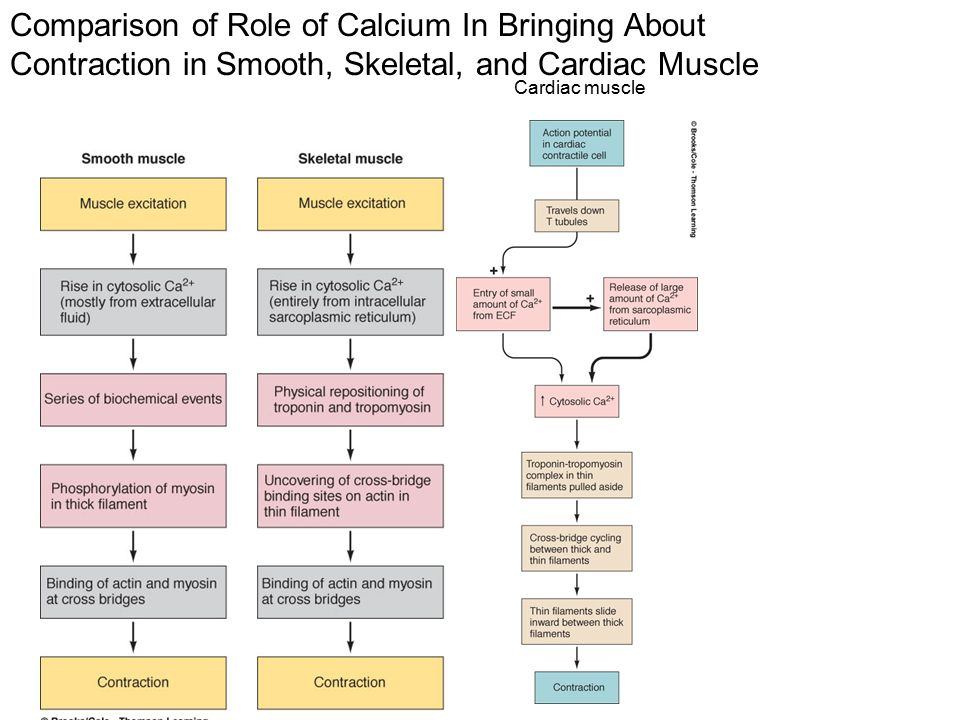 Comparison of Role of Calcium In Bringing About
Contraction in Smooth, Skeletal, and Cardiac Muscle
Smooth muscle
Muscle excitation
Rise in cytosolic Ca2+
(mostly from extracellular
fluid)
Series of biochemical events
Phosphorylation of myosin
in thick filament
Binding of actin and myosin
at cross bridges
Contraction
© Brooks/Cole - Thomson Learning
Skeletal muscle
Muscle excitation
Rise in cytosolic Ca2+
(entirely from intracellular
sarcoplasmic reticulum)
Physical repositioning of
troponin and tropomyosin
Uncovering of cross-bridge
binding sites on actin in
thin filament
Binding of actin and myosin
at cross bridges
Contraction
Cardiac muscle
Action potential
in cardiac
contractile cell
Travels down
T tubules
+
Entry of small
amount of Ca2+
from ECF
+
Release of large
amount of Ca2+
from sarcoplasmic
reticulum
↑ Cytosolic Ca2+
Troponin-tropomyosin
complex in thin
filaments pulled aside
Cross-bridge cycling
between thick and
thin filaments
Thin filaments slide
inward between thick
filaments
Contraction
© Brooks/Cole - Thomson Learning